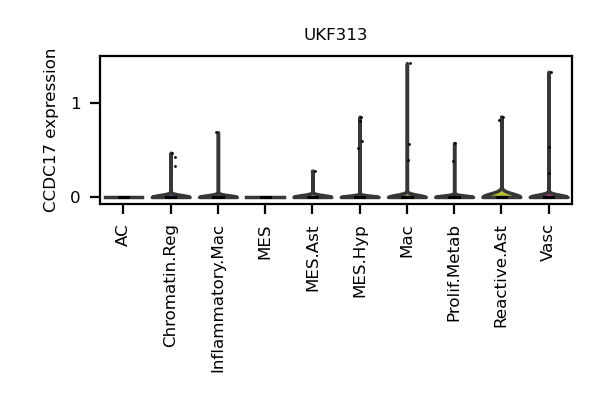 UKF313
CCDC17 expression
1
0
AC
Chromatin.Reg
Inflammatory.Mac
MES
MES.Ast
MES.Hyp
Mac
Prolif.Metab
Reactive.Ast
Vasc